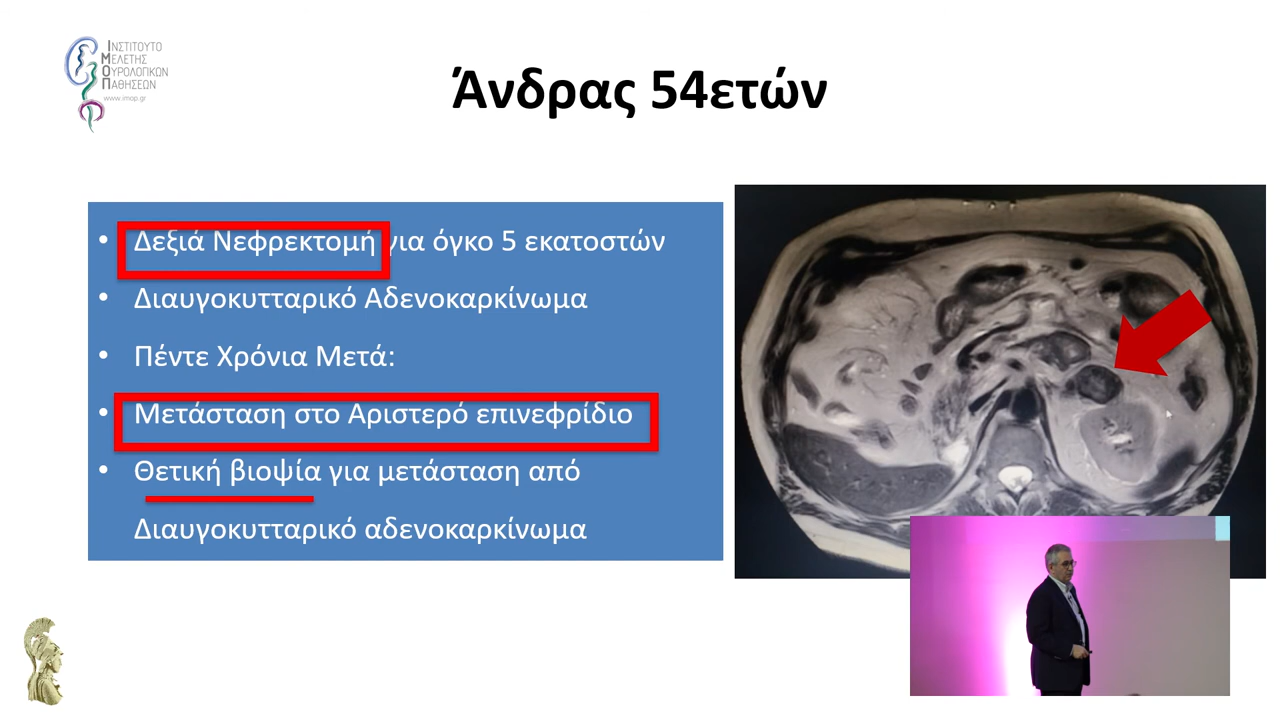 ΙΝΣΤΙΤΟΥΤΟ
ΜΕΛΕΤΗΣ
ΟΥΡΟΛΟΓΙΚΩΝ
ΠΑΘΗΣΕΩΝ
www.imop.gr
Άνδρας 54ετών
• Δεξιά Νεφρεκτομή για όγκο 5 εκατοστών
• Διαυγοκυτταρικό Αδενοκαρκίνωμα
• Πέντε Χρόνια Μετά:
• Μετάσταση στο Αριστερό επινεφρίδιο
• Θετική βιοψία για μετάσταση από
Διαυγοκυτταρικό αδενοκαρκίνωμα